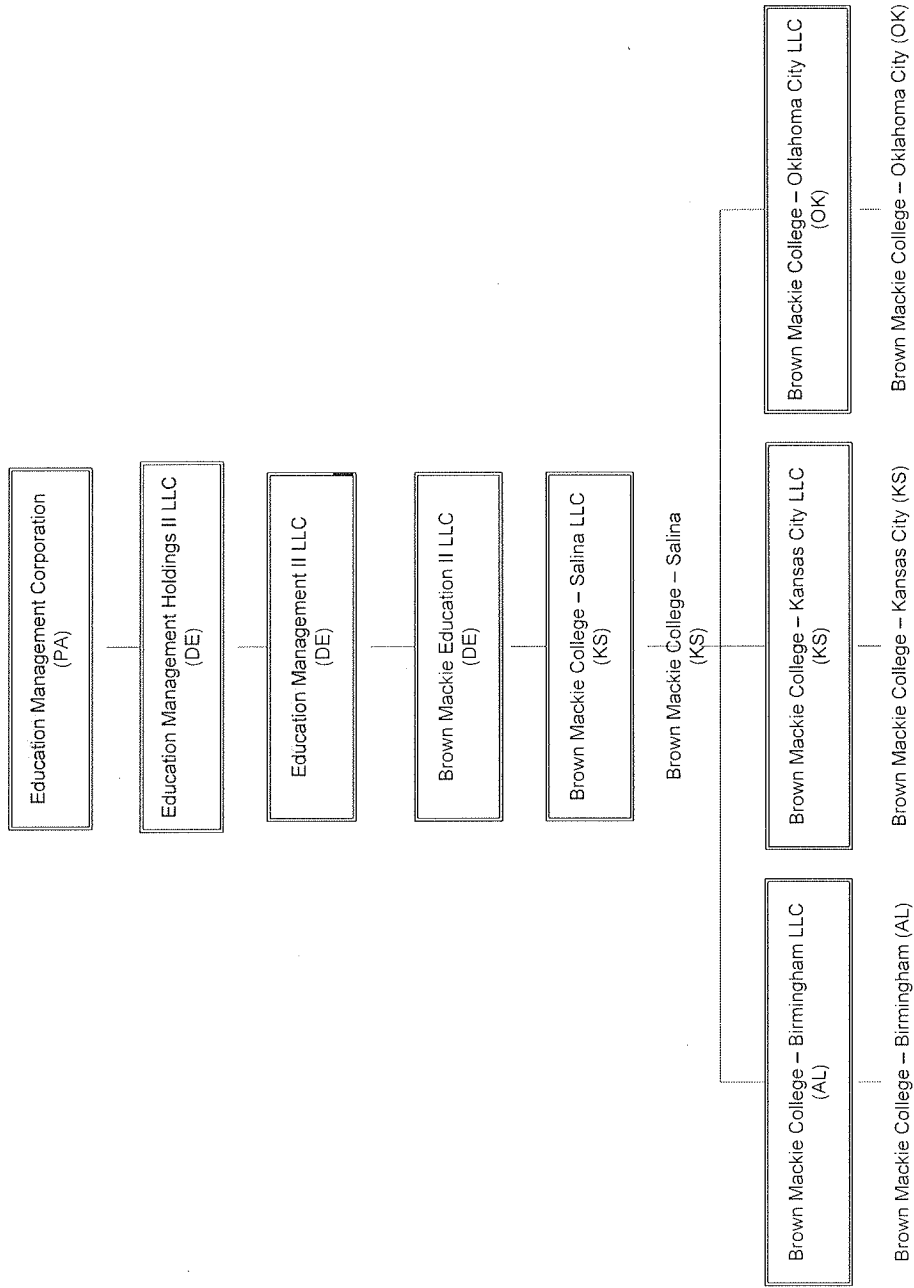 Education Management Corporation
(PA)
Education Management Holdings II LLC
(DE)
Education Management II LLC
(DE)
Brown Mackie Education II LLC
(DE)
Brown Mackie College – Salina LLC
(KS)
Brown Mackie College – Salina
(KS)
Brown Mackie College – Birmingham LLC
(AL)
Brown Mackie College – Birmingham (AL)
Brown Mackie College – Kansas City LLC
(KS)
Brown Mackie College – Kansas City (KS)
Brown Mackie College – Oklahoma City LLC
(OK)
Brown Mackie College – Oklahoma City (OK)